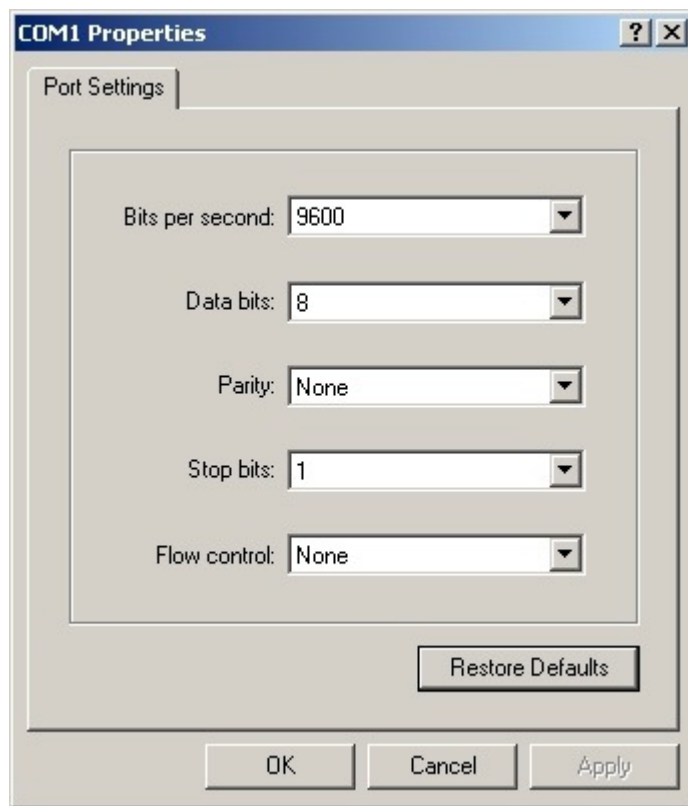 COM1 Properties
Port Settings
Bits per second: 9600
Data bits: 8
Parity: None
Stop bits: 1
Flow control: None
Restore Defaults
OK Cancel Apply